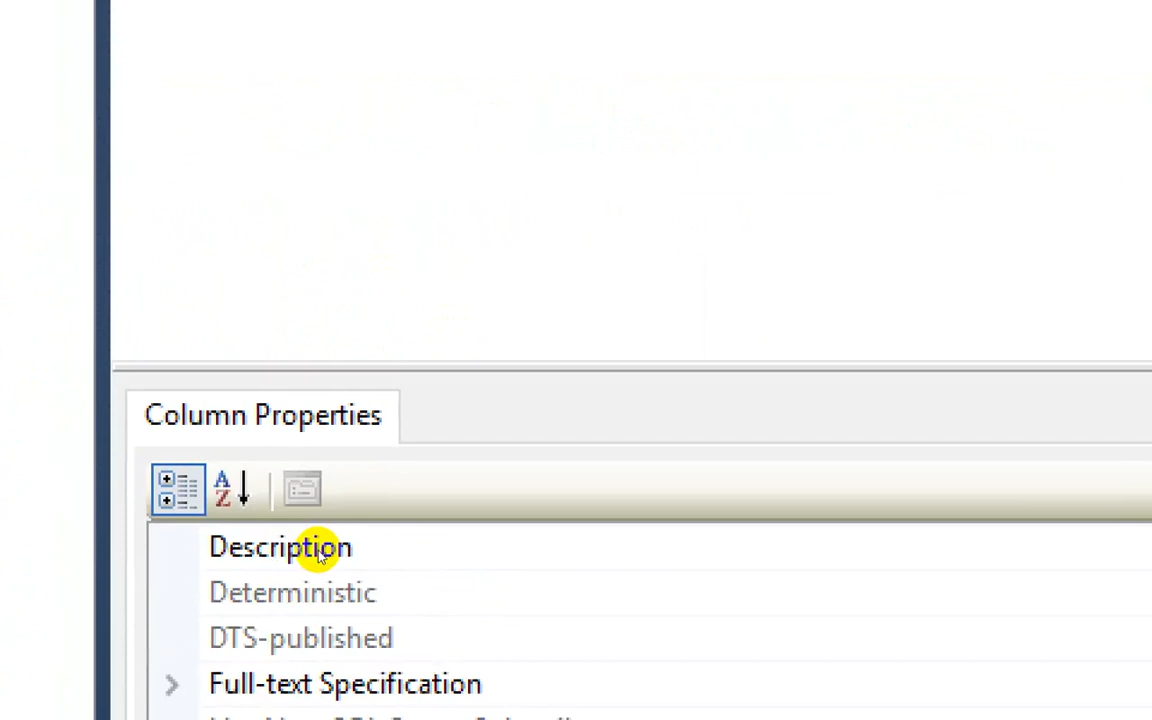 Column Properties
Description
Deterministic
DTS-published
Full-text Specification